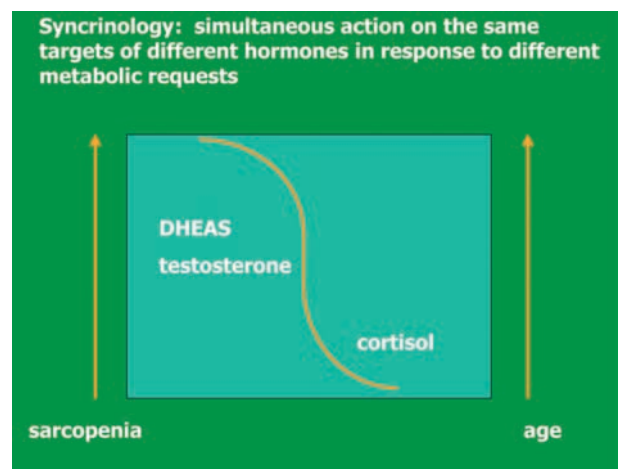 Syncrinology: simultaneous action on the same
targets of different hormones in response to different
metabolic requests
DHEAS
testosterone
cortisol
sarcopenia
age